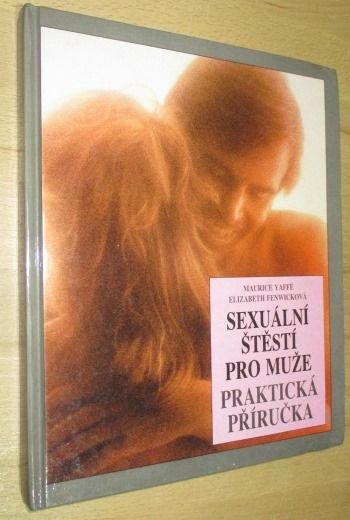 MAURICE YAFFÉ
ELIZABETH FENWICKOVÁ
SEXUÁLNÍ
ŠTĚSTÍ
PRO MUŽE
PRAKTICKÁ
PŘÍRUČKA